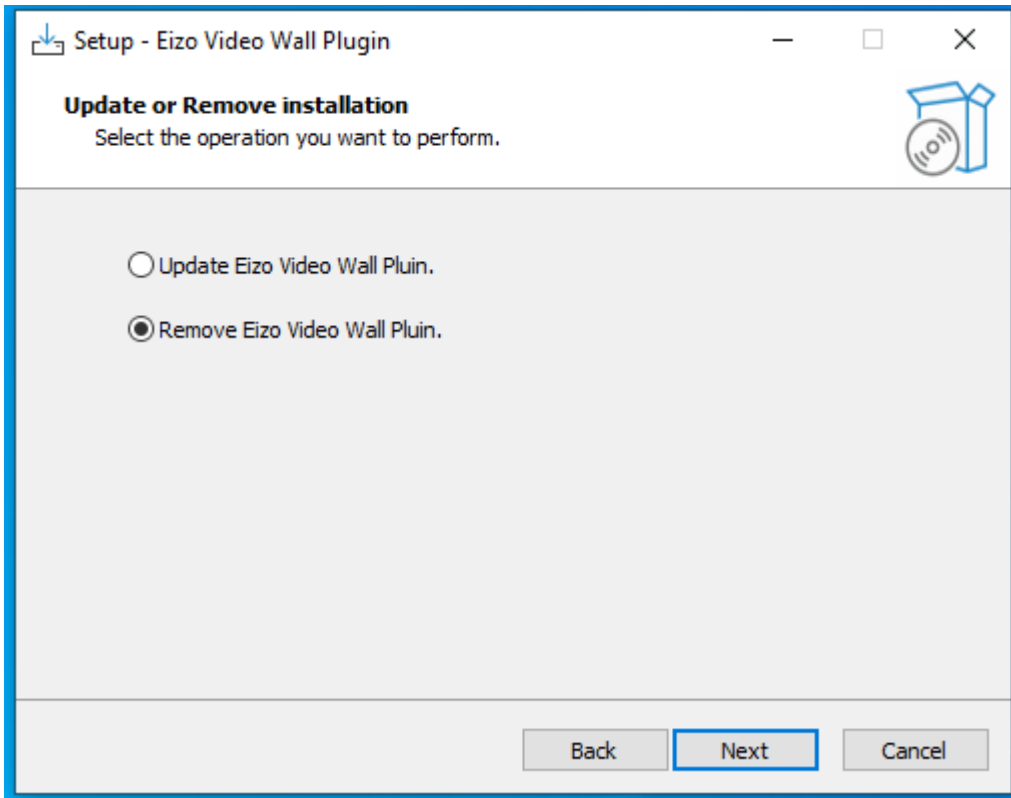 Setup - Eizo Video Wall Plugin
Update or Remove installation
Select the operation you want to perform.
Update Eizo Video Wall Pluin.
Remove Eizo Video Wall Pluin.
Back Next Cancel